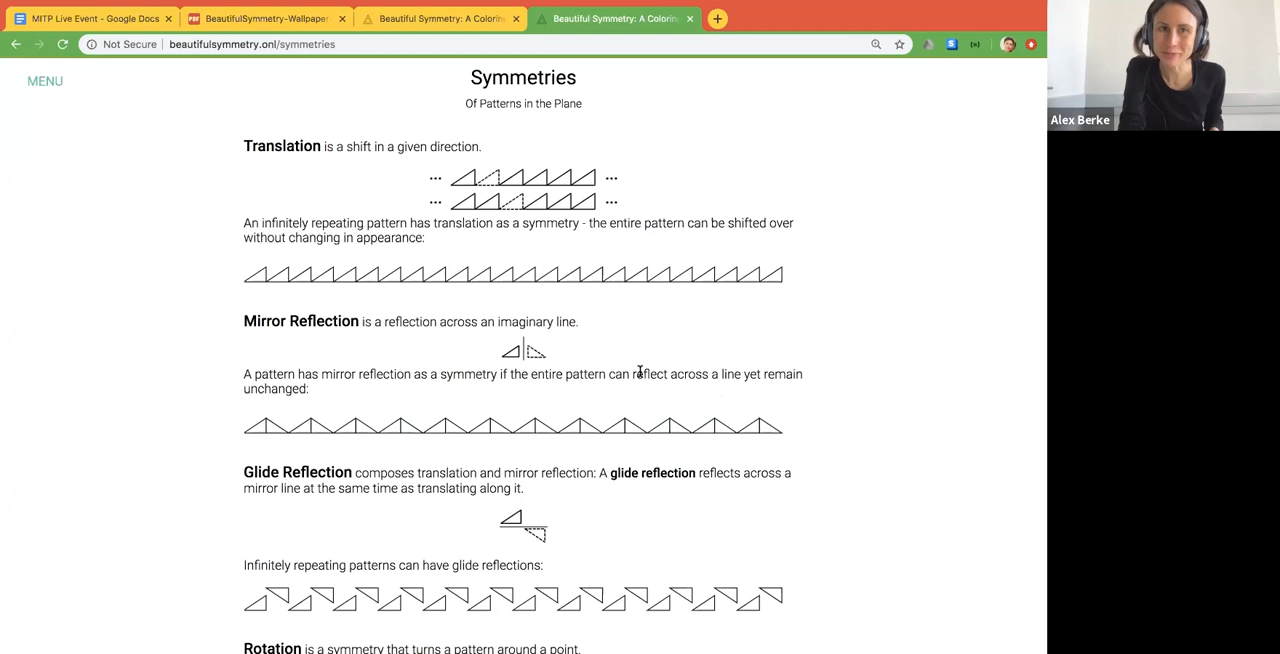 MITP Live Event - Google Docs
PDF
BeautifulSymmetry-Wallpaper
Beautiful Symmetry: A Coloring
Beautiful Symmetry: A Coloring
Not Secure
beautifulsymmetry.onl/symmetries
MENU
Symmetries
Of Patterns in the Plane
Translation is a shift in a given direction.
... ...
... ...
An infinitely repeating pattern has translation as a symmetry - the entire pattern can be shifted over
without changing in appearance:
Mirror Reflection is a reflection across an imaginary line.
A pattern has mirror reflection as a symmetry if the entire pattern can reflect across a line yet remain
unchanged:
Glide Reflection composes translation and mirror reflection: A glide reflection reflects across a
mirror line at the same time as translating along it.
Infinitely repeating patterns can have glide reflections:
Rotation is a symmetry that turns a pattern around a point.
Alex Berke